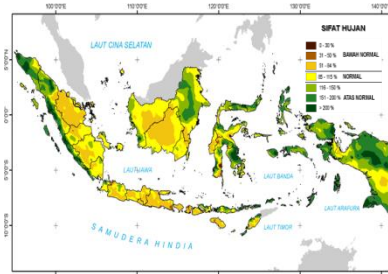 100°0'0"E 110°0'0"E 120°0'0"E 130°0'0"E 140°0'0"E
SIFAT HUJAN
0 - 30 %
31 - 50 % BAWAH NORMAL
51 - 84 %
85 - 115 % NORMAL
116 - 150 %
151 - 200 % ATAS NORMAL
> 200 %
LAUT CINA SELATAN
LAUT JAWA
LAUT BANDA
LAUT ARAFURA
LAUT TIMOR
SAMUDERA HINDIA